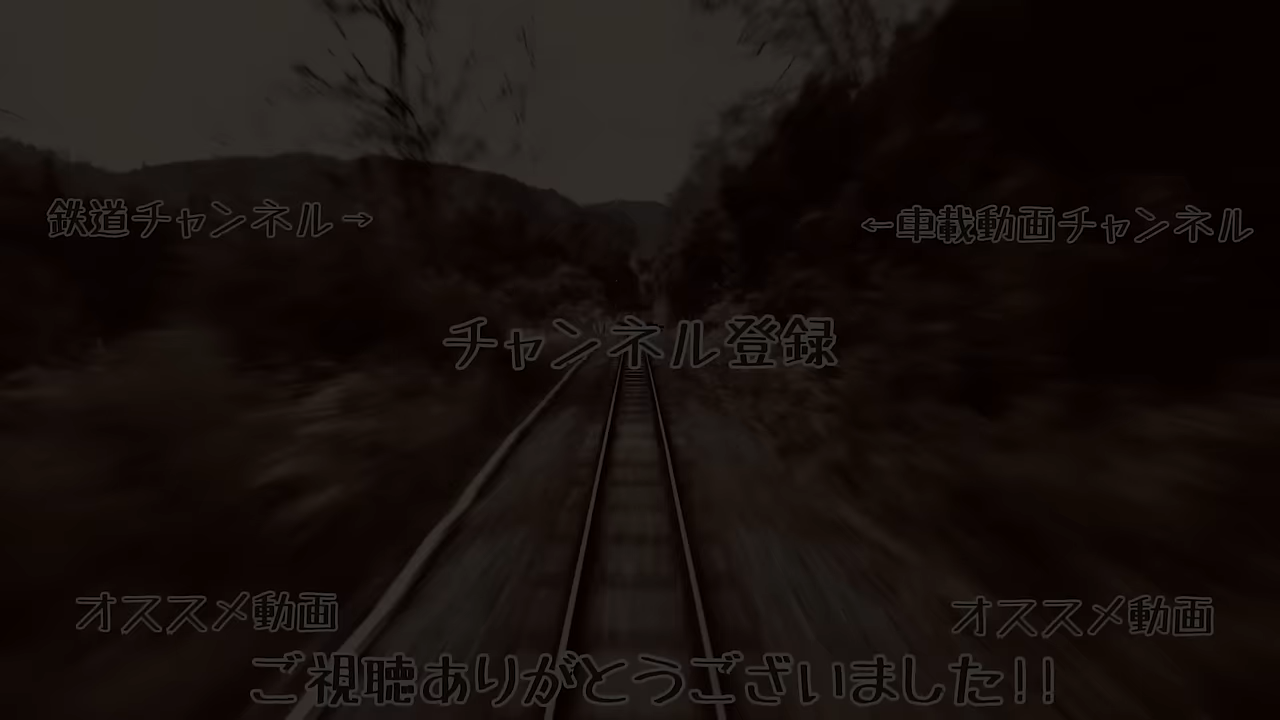 鉄道チャンネル→
←車載動画チャンネル
チャンネル登録
オススメ動画
オススメ動画
ご視聴ありがとうございました!!